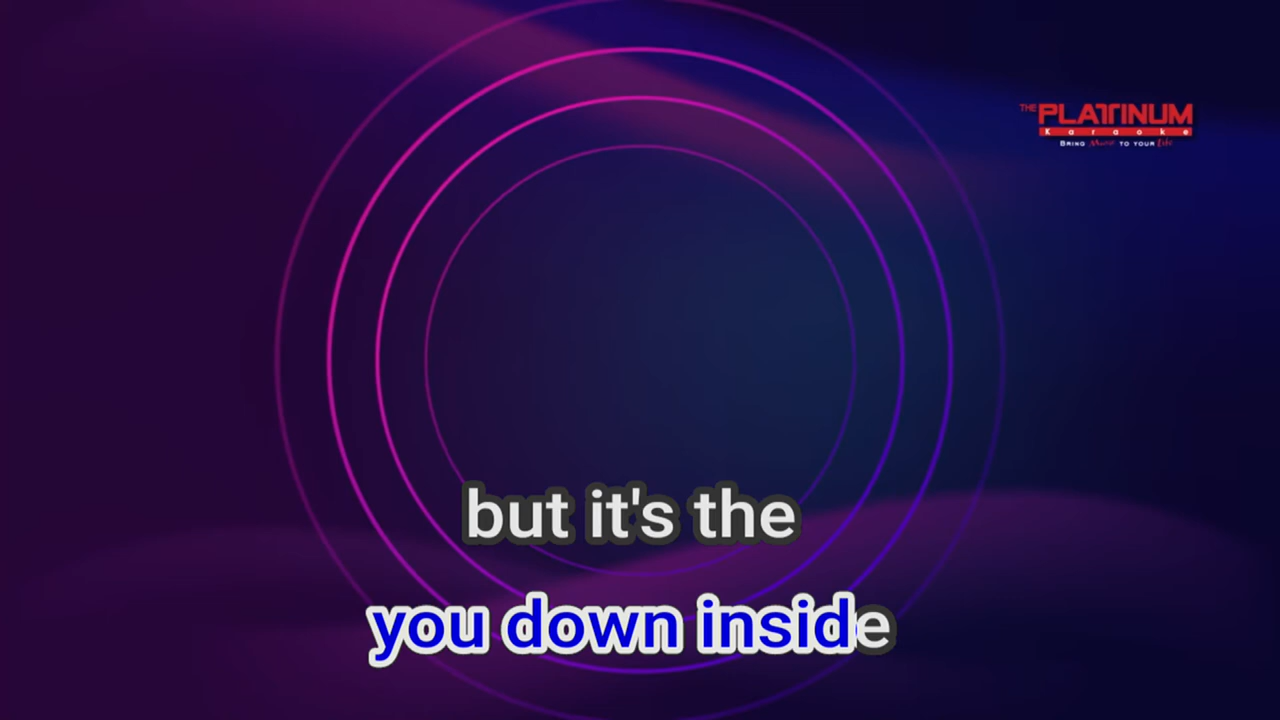 THE PLATINUM
Karaoke
BRING Music TO YOUR Life
but it's the
you down inside